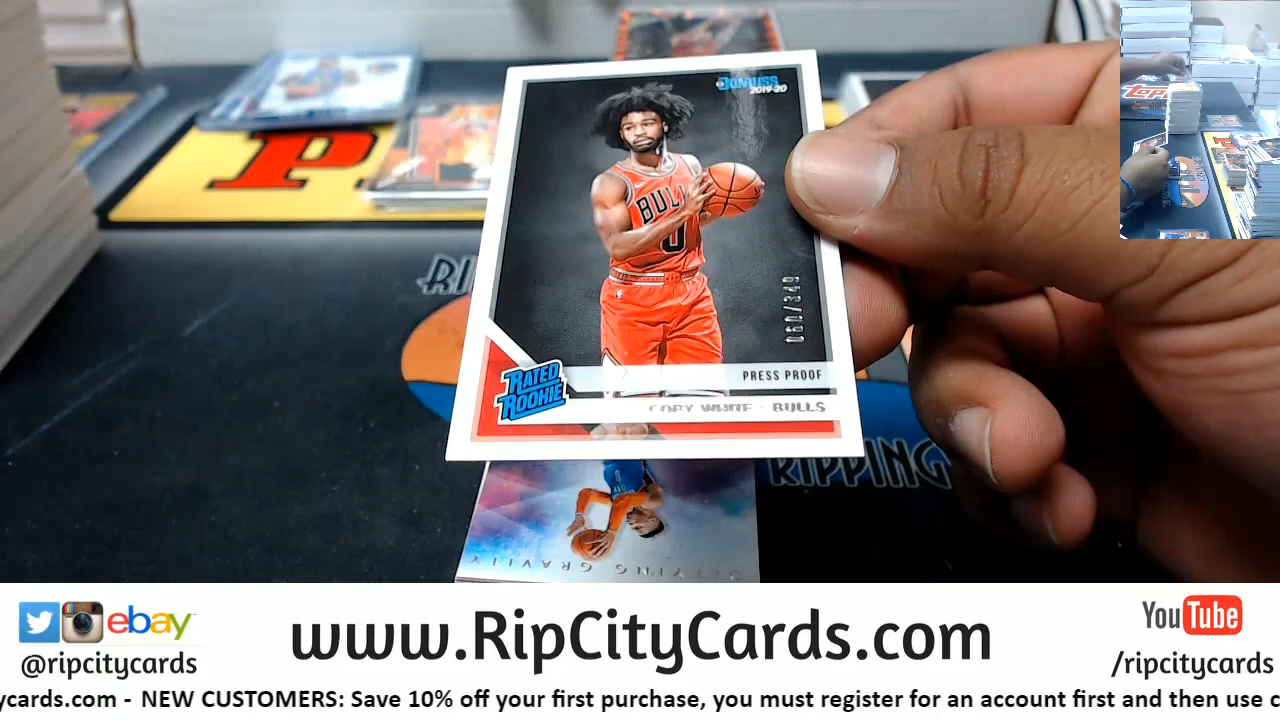 DONRUSS
2019-20
BULL
0
060/349
PRESS PROOF
RATED
ROOKIE
COBY WHITE · BULLS
RIPPING
GRAVITY
ebay
www.RipCityCards.com
YouTube
@ripcitycards
/ripcitycards
ycards.com - NEW CUSTOMERS: Save 10% off your first purchase, you must register for an account first and then use c